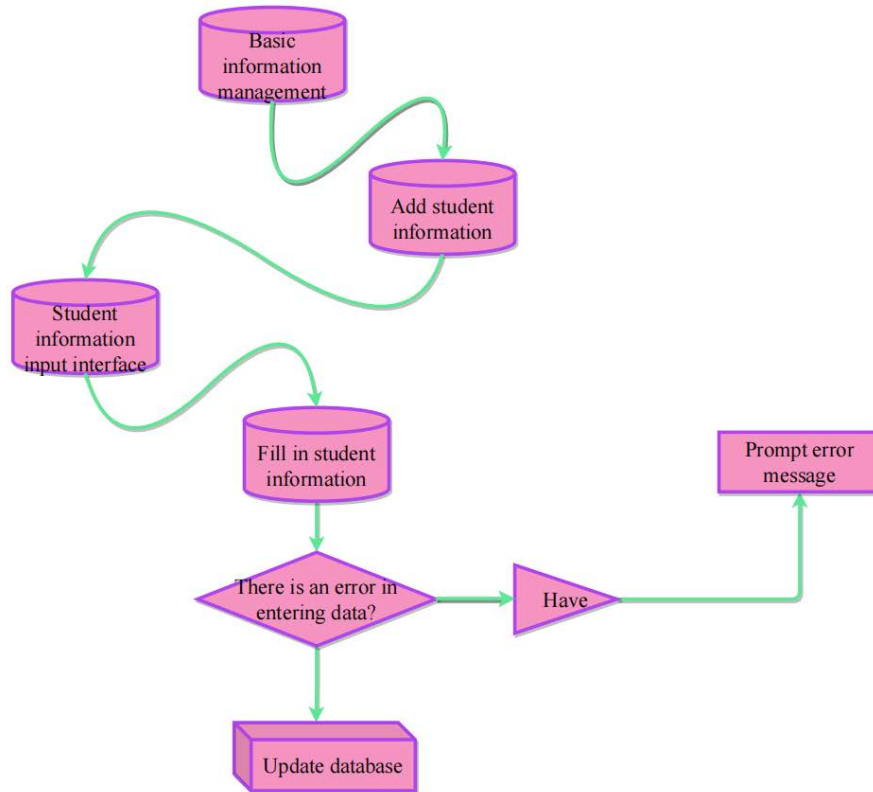 Basic
information
management
Add student
information
Student
information
input interface
Fill in student
information
Prompt error
message
There is an error in
entering data?
Have
Update database